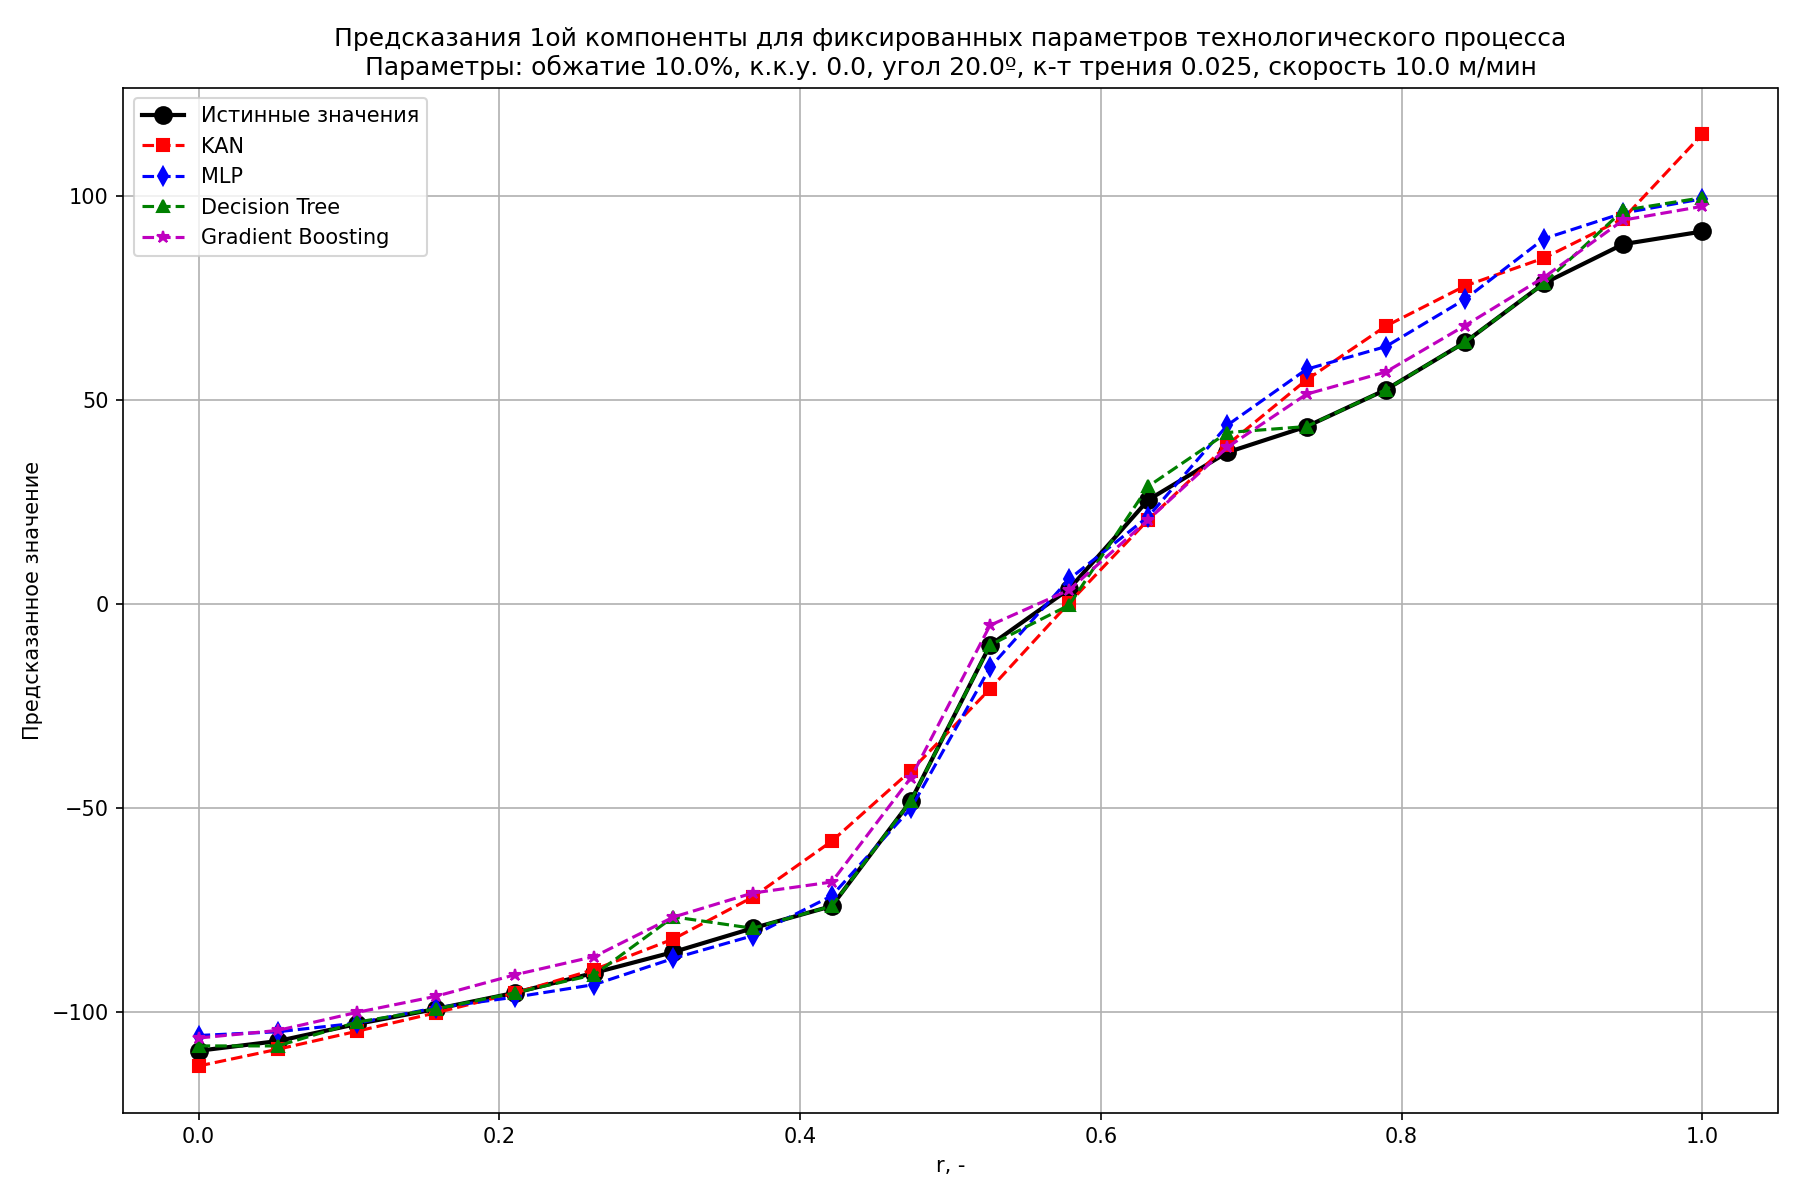 Предсказания 1ой компоненты для фиксированных параметров технологического процесса
Параметры: обжатие 10.0%, к.к.у. 0.0, угол 20.0º, к-т трения 0.025, скорость 10.0 м/мин
Истинные значения
KAN
MLP
Decision Tree
Gradient Boosting
Предсказанное значение
100
50
0
−50
−100
0.0
0.2
0.4
0.6
0.8
1.0
r, -